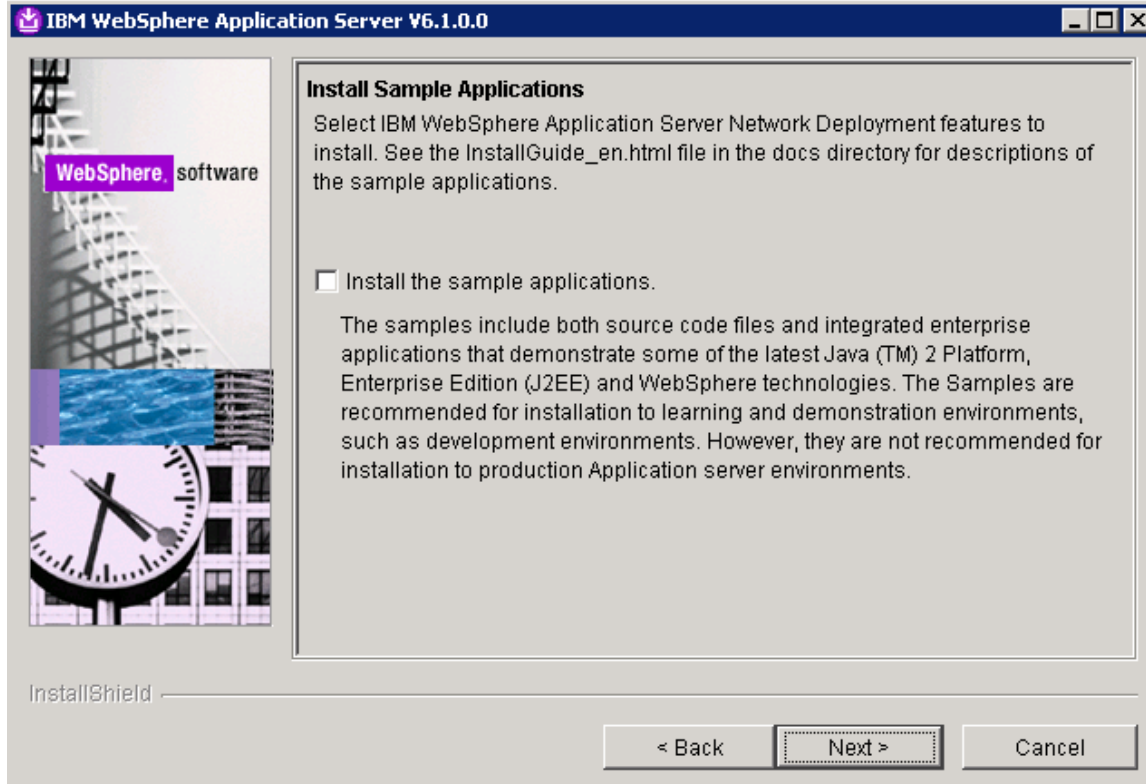 IBM WebSphere Application Server V6.1.0.0
WebSphere. software
Install Sample Applications
Select IBM WebSphere Application Server Network Deployment features to
install. See the InstallGuide_en.html file in the docs directory for descriptions of
the sample applications.
Install the sample applications.
The samples include both source code files and integrated enterprise
applications that demonstrate some of the latest Java (TM) 2 Platform,
Enterprise Edition (J2EE) and WebSphere technologies. The Samples are
recommended for installation to learning and demonstration environments,
such as development environments. However, they are not recommended for
installation to production Application server environments.
InstallShield
< Back
Next >
Cancel